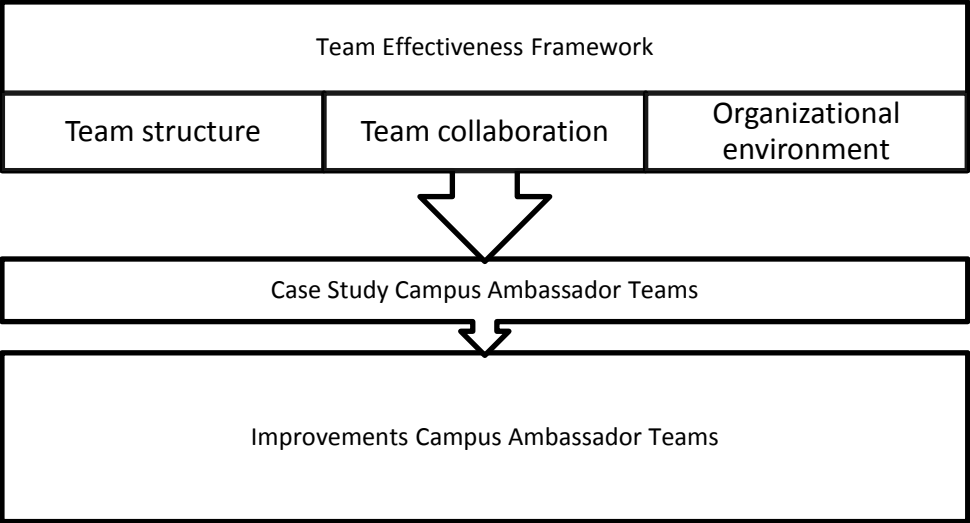 Team Effectiveness Framework
Team structure
Team collaboration
Organizational
environment
Case Study Campus Ambassador Teams
Improvements Campus Ambassador Teams